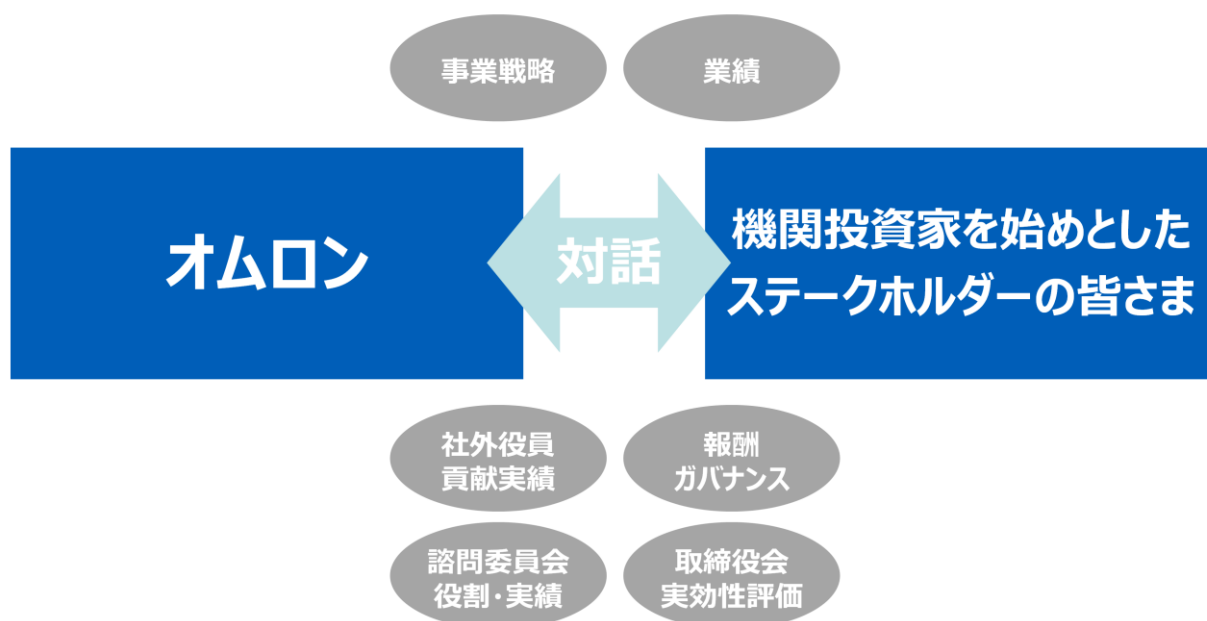 事業戦略
業績
オムロン
対話
機関投資家を始めとした
ステークホルダーの皆さま
社外役員
貢献実績
報酬
ガバナンス
諮問委員会
役割・実績
取締役会
実効性評価